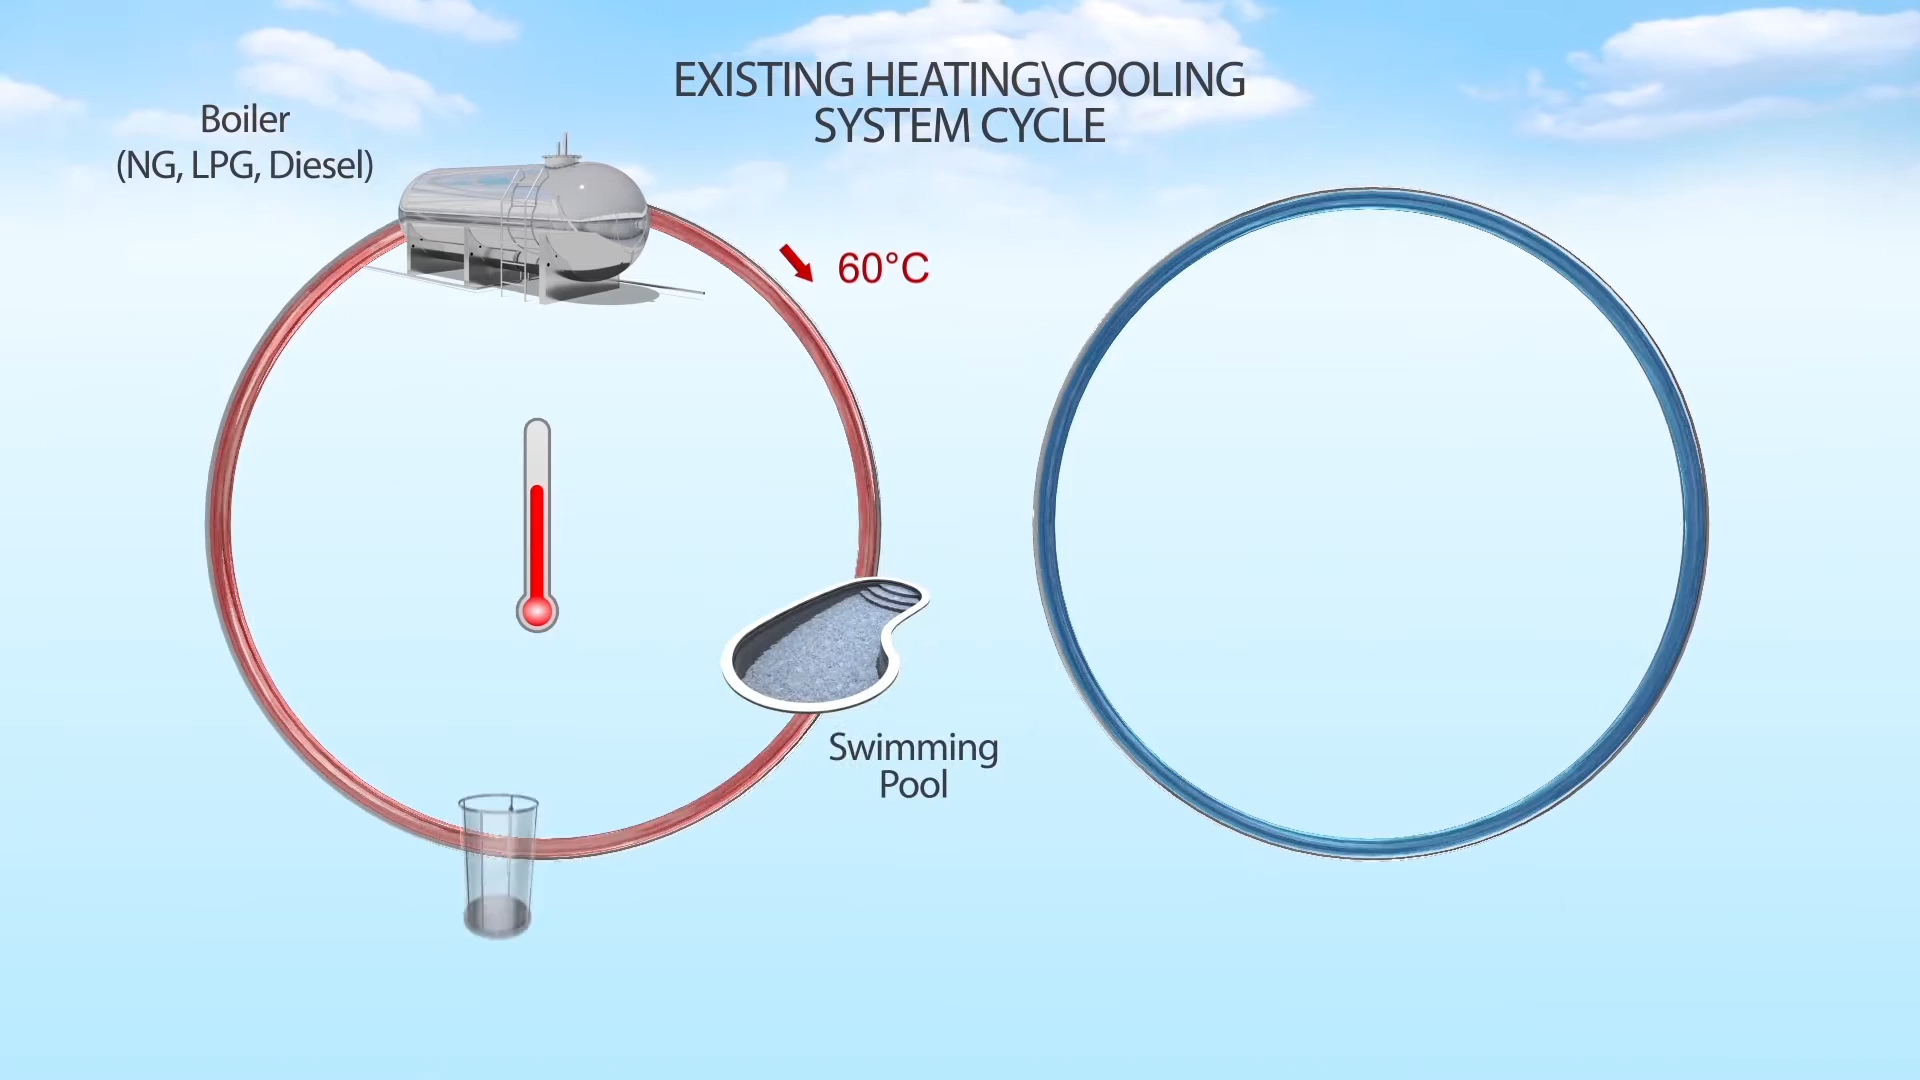 EXISTING HEATING\COOLING
SYSTEM CYCLE
Boiler
(NG, LPG, Diesel)
60°C
Swimming
Pool